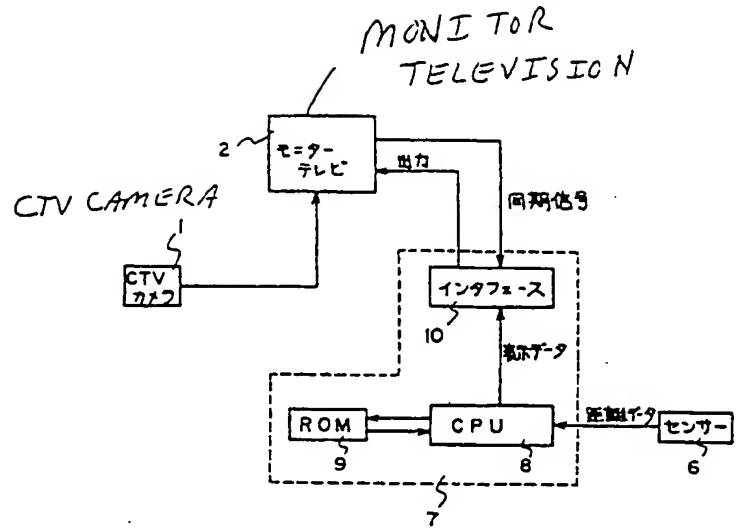 MONITOR
TELEVISION
2
モニター
テレビ
出力
同期信号
CTV CAMERA
1
CTV
カメラ
インタフェース
10
表示データ
ROM
9
CPU
8
距離データ
センサー
6
7